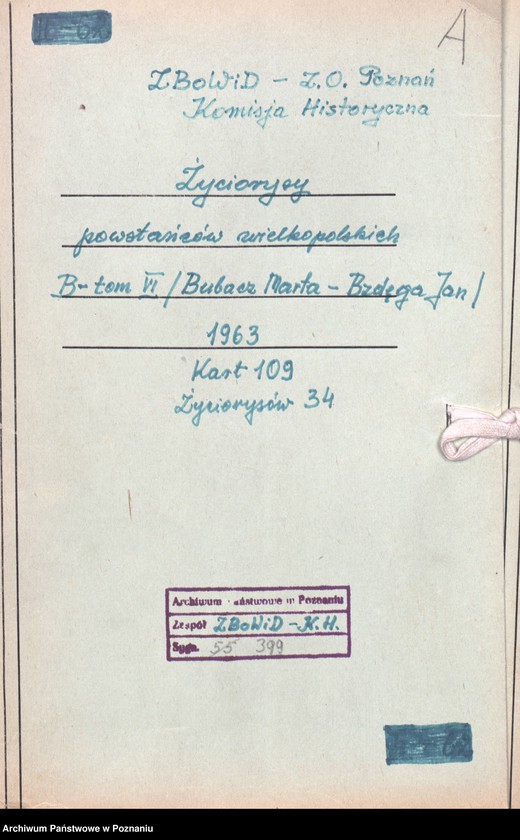 A
ZBoWiD - Z.O. Poznań
Komisja Historyczna
Życiorysy
powstańców wielkopolskich
B- tom VI / Bubacz Marta - Brdęga Jan /
1963
Kart 109
Życiorysów 34
Archiwum Państwowe w Poznaniu
Zespół ZBoWiD - K.H.
Sygn. 55 399
Archiwum Państwowe w Poznaniu